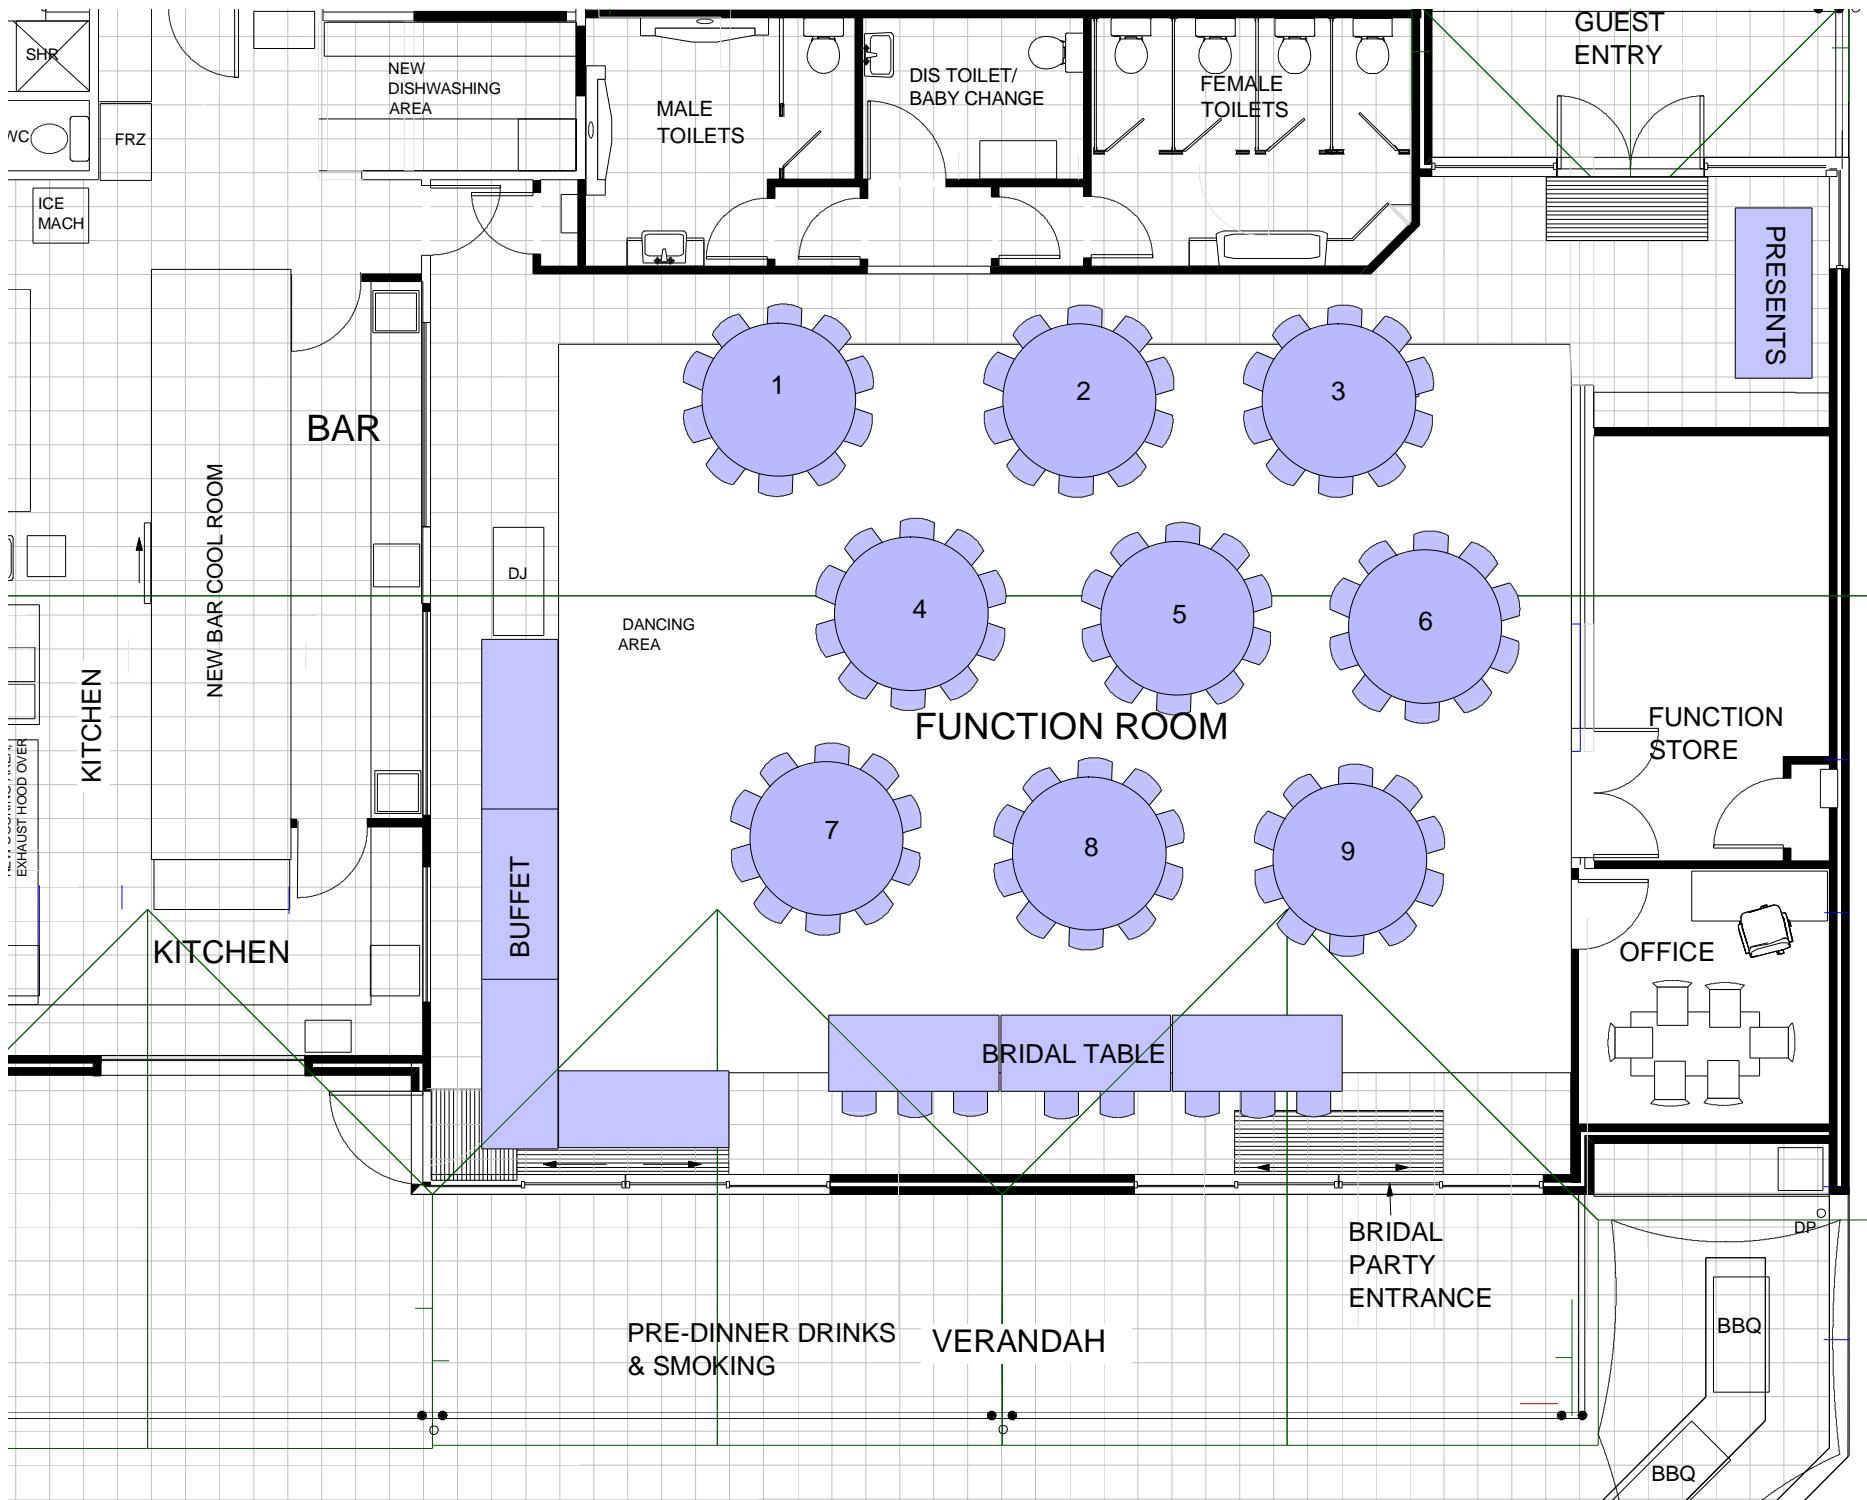 GUEST
ENTRY
SHR
NEW
DISHWASHING
AREA
MALE
TOILETS
DIS TOILET/
BABY CHANGE
FEMALE
TOILETS
WC
FRZ
ICE
MACH
PRESENTS
1
2
3
BAR
NEW BAR COOL ROOM
DJ
DANCING
AREA
4
5
6
KITCHEN
FUNCTION ROOM
FUNCTION
STORE
EXHAUST HOOD OVER
7
8
9
BUFFET
KITCHEN
OFFICE
BRIDAL TABLE
BRIDAL
PARTY
ENTRANCE
DP
PRE-DINNER DRINKS
& SMOKING
VERANDAH
BBQ
BBQ